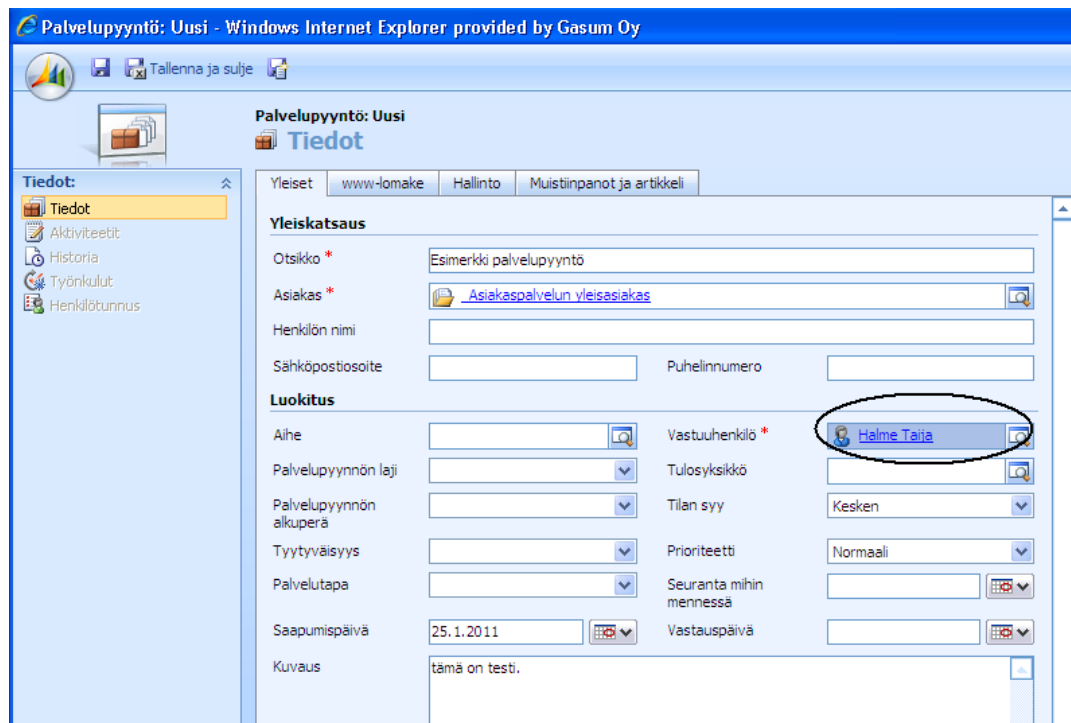 Palvelupyyntö: Uusi - Windows Internet Explorer provided by Gasum Oy
Tallenna ja sulje
Palvelupyyntö: Uusi
Tiedot
Tiedot:
Tiedot
Aktiviteetit
Historia
Työnkulut
Henkilötunnus
Yleiset www-lomake Hallinto Muistiinpanot ja artikkeli
Yleiskatsaus
Otsikko * Esimerkki palvelupyyntö
Asiakas * _Asiakaspalvelun yleisasiakas
Henkilön nimi
Sähköpostiosoite Puhelinnumero
Luokitus
Aihe Vastuuhenkilö * Halme Taija
Palvelupyynnön laji Tulosyksikkö
Palvelupyynnön
alkuperä
Tilan syy Kesken
Tyytyväisyys Prioriteetti Normaali
Palvelutapa Seuranta mihin
mennessä
Saapumispäivä 25.1.2011 Vastauspäivä
Kuvaus tämä on testi.